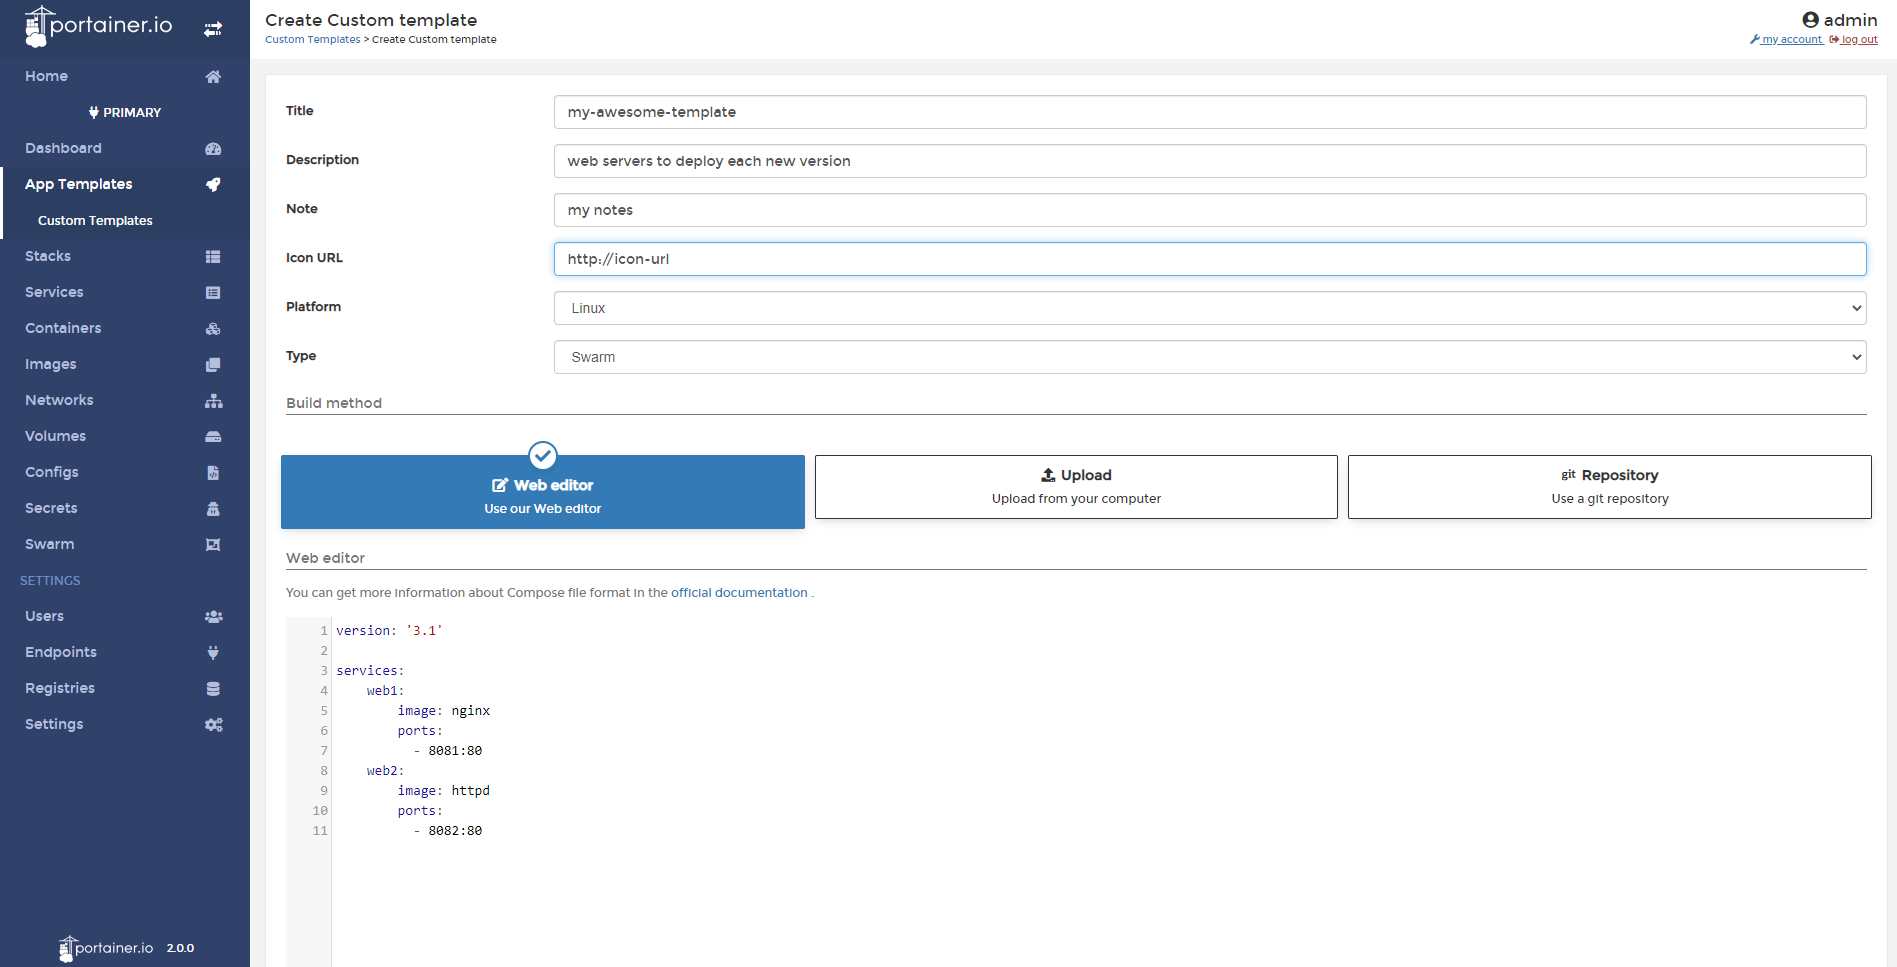 portainer.io
Home
PRIMARY
Dashboard
App Templates
Custom Templates
Stacks
Services
Containers
Images
Networks
Volumes
Configs
Secrets
Swarm
SETTINGS
Users
Endpoints
Registries
Settings
portainer.io 2.0.0
Create Custom template
Custom Templates > Create Custom template
admin
my account log out
Title
my-awesome-template
Description
web servers to deploy each new version
Note
my notes
Icon URL
http://icon-url
Platform
Linux
Type
Swarm
Build method
Web editor
Use our Web editor
Upload
Upload from your computer
git Repository
Use a git repository
Web editor
You can get more information about Compose file format in the official documentation .
1 version: '3.1'
2
3 services:
4 web1:
5 image: nginx
6 ports:
7 - 8081:80
8 web2:
9 image: httpd
10 ports:
11 - 8082:80